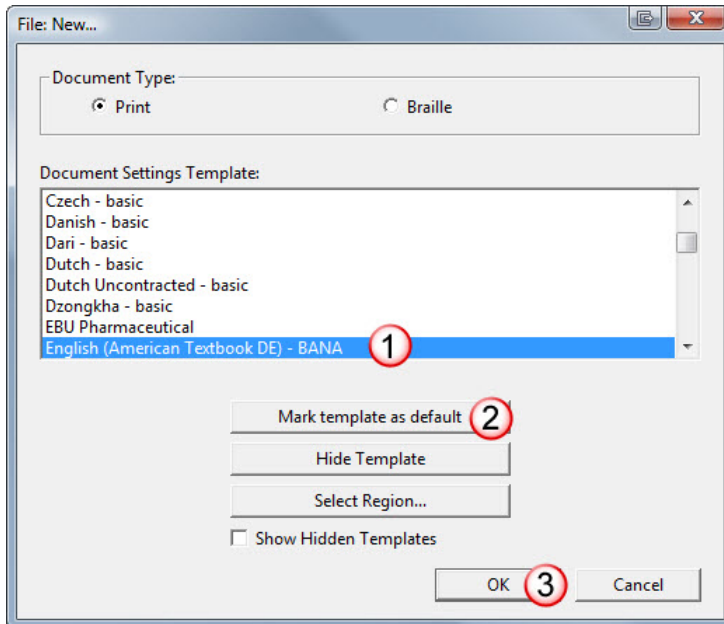 File: New...
Document Type:
Print Braille
Document Settings Template:
Czech - basic
Danish - basic
Dari - basic
Dutch - basic
Dutch Uncontracted - basic
Dzongkha - basic
EBU Pharmaceutical
English (American Textbook DE) - BANA 1
Mark template as default 2
Hide Template
Select Region...
Show Hidden Templates
OK 3 Cancel